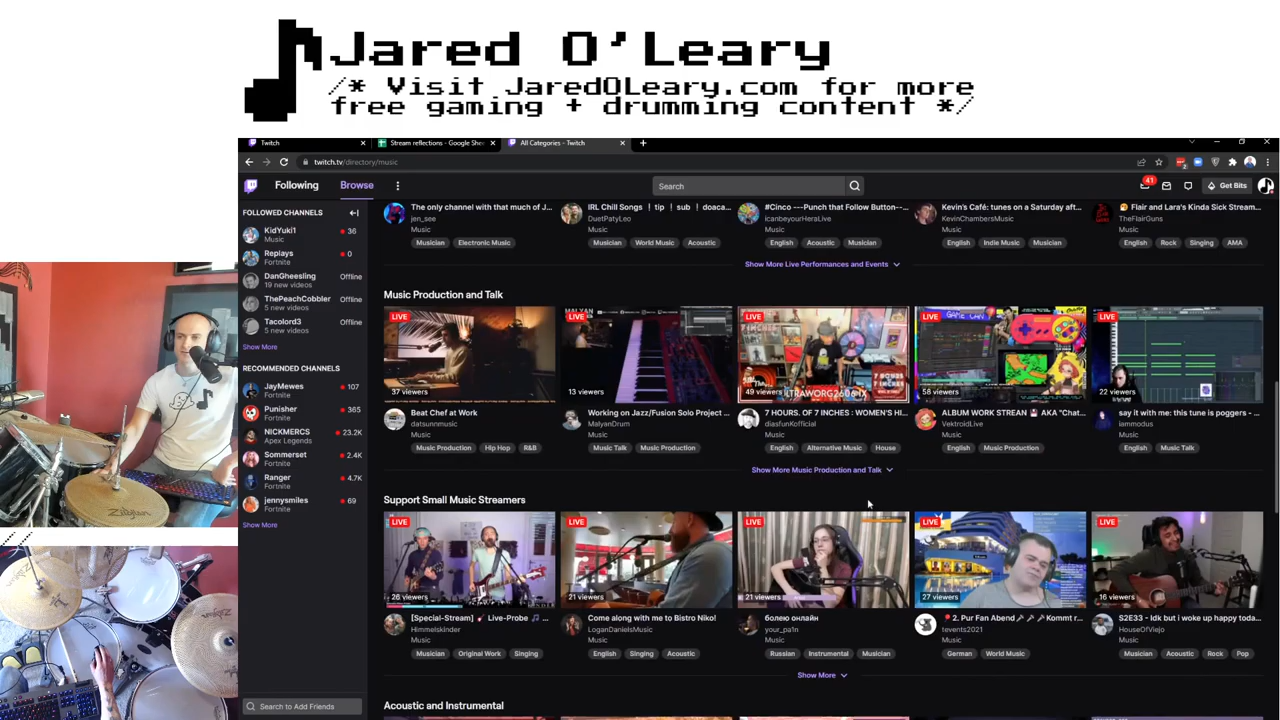 Jared O'Leary
/* Visit JaredOLeary.com for more
free gaming + drumming content */
Twitch
Stream reflections - Google She
All Categories - Twitch
twitch.tv/directory/music
Following
Browse
Search
41
Get Bits
FOLLOWED CHANNELS
KidYuki1
36
Music
Replays
0
Fortnite
DanGheesling
Offline
19 new videos
ThePeachCobbler
Offline
5 new videos
Tacolord3
Offline
5 new videos
Show More
RECOMMENDED CHANNELS
JayMewes
107
Fortnite
Punisher
365
Fortnite
NICKMERCS
23.2K
Apex Legends
Sommerset
2.4K
Fortnite
Ranger
4.7K
Fortnite
jennysmiles
69
Fortnite
Show More
Search to Add Friends
The only channel with that much of J...
jen_see
Music
Musician Electronic Music
IRL Chill Songs ! tip ! sub ! doaca...
DuetPatyLeo
Music
Musician World Music Acoustic
#Cinco ---Punch that Follow Button--...
icanbeyourHeraLive
Music
English Acoustic Musician
Kevin's Café: tunes on a Saturday aft...
KevinChambersMusic
Music
English Indie Music Musician
Flair and Lara's Kinda Sick Stream...
TheFlairGuns
Music
English Rock Singing AMA
Show More Live Performances and Events
Music Production and Talk
LIVE
37 viewers
Beat Chef at Work
datsunnmusic
Music
Music Production Hip Hop R&B
LIVE
13 viewers
Working on Jazz/Fusion Solo Project ...
MalyanDrum
Music
Music Talk Music Production
LIVE
49 viewers
7 HOURS. OF 7 INCHES : WOMEN'S HI...
diasfunKofficial
Music
English Alternative Music House
LIVE
58 viewers
ALBUM WORK STREAN AKA "Chat...
VektroidLive
Music
English Music Production
LIVE
22 viewers
say it with me: this tune is poggers - ...
iammodus
Music
English Music Talk
Show More Music Production and Talk
Support Small Music Streamers
LIVE
26 viewers
[Special-Stream] Live-Probe ...
Himmelskinder
Music
Musician Original Work Singing
LIVE
21 viewers
Come along with me to Bistro Niko!
LoganDanielsMusic
Music
English Singing Acoustic
LIVE
21 viewers
болею онлайн
your_pa1n
Music
Russian Instrumental Musician
LIVE
27 viewers
2. Pur Fan Abend Kommt r...
tevents2021
Music
German World Music
LIVE
16 viewers
S2E33 - Idk but i woke up happy toda...
HouseOfViejo
Music
Musician Acoustic Rock Pop
Show More
Acoustic and Instrumental